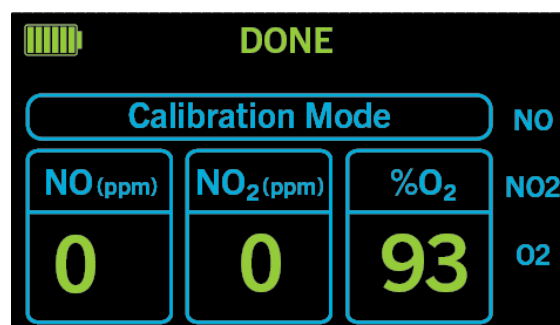 DONE
Calibration Mode
NO
NO (ppm) NO₂ (ppm) %O₂
NO2
0 0 93
O2